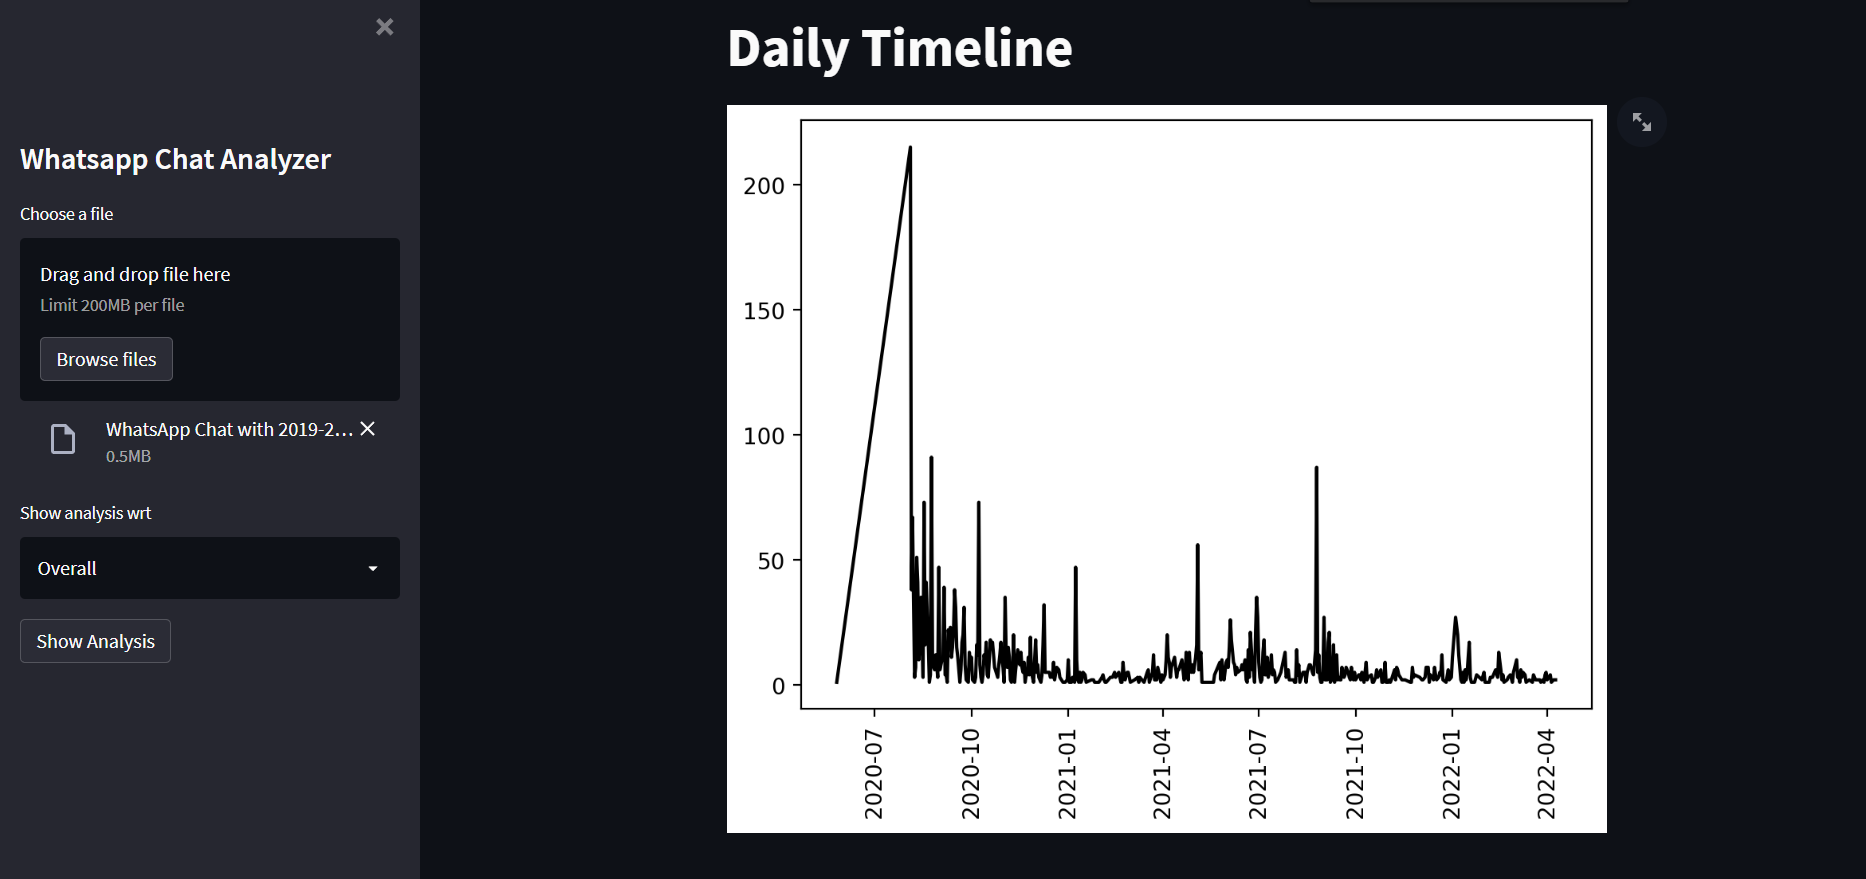 Whatsapp Chat Analyzer
Choose a file
Drag and drop file here
Limit 200MB per file
Browse files
WhatsApp Chat with 2019-2...
0.5MB
Show analysis wrt
Overall
Show Analysis
Daily Timeline
200
150
100
50
0
2020-07
2020-10
2021-01
2021-04
2021-07
2021-10
2022-01
2022-04